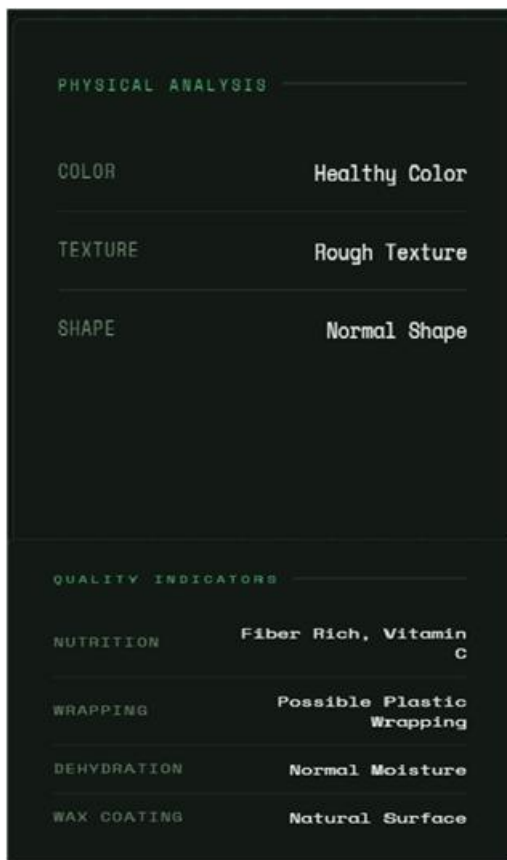 PHYSICAL ANALYSIS
COLOR Healthy Color
TEXTURE Rough Texture
SHAPE Normal Shape
QUALITY INDICATORS
NUTRITION Fiber Rich, Vitamin
C
WRAPPING Possible Plastic
Wrapping
DEHYDRATION Normal Moisture
WAX COATING Natural Surface